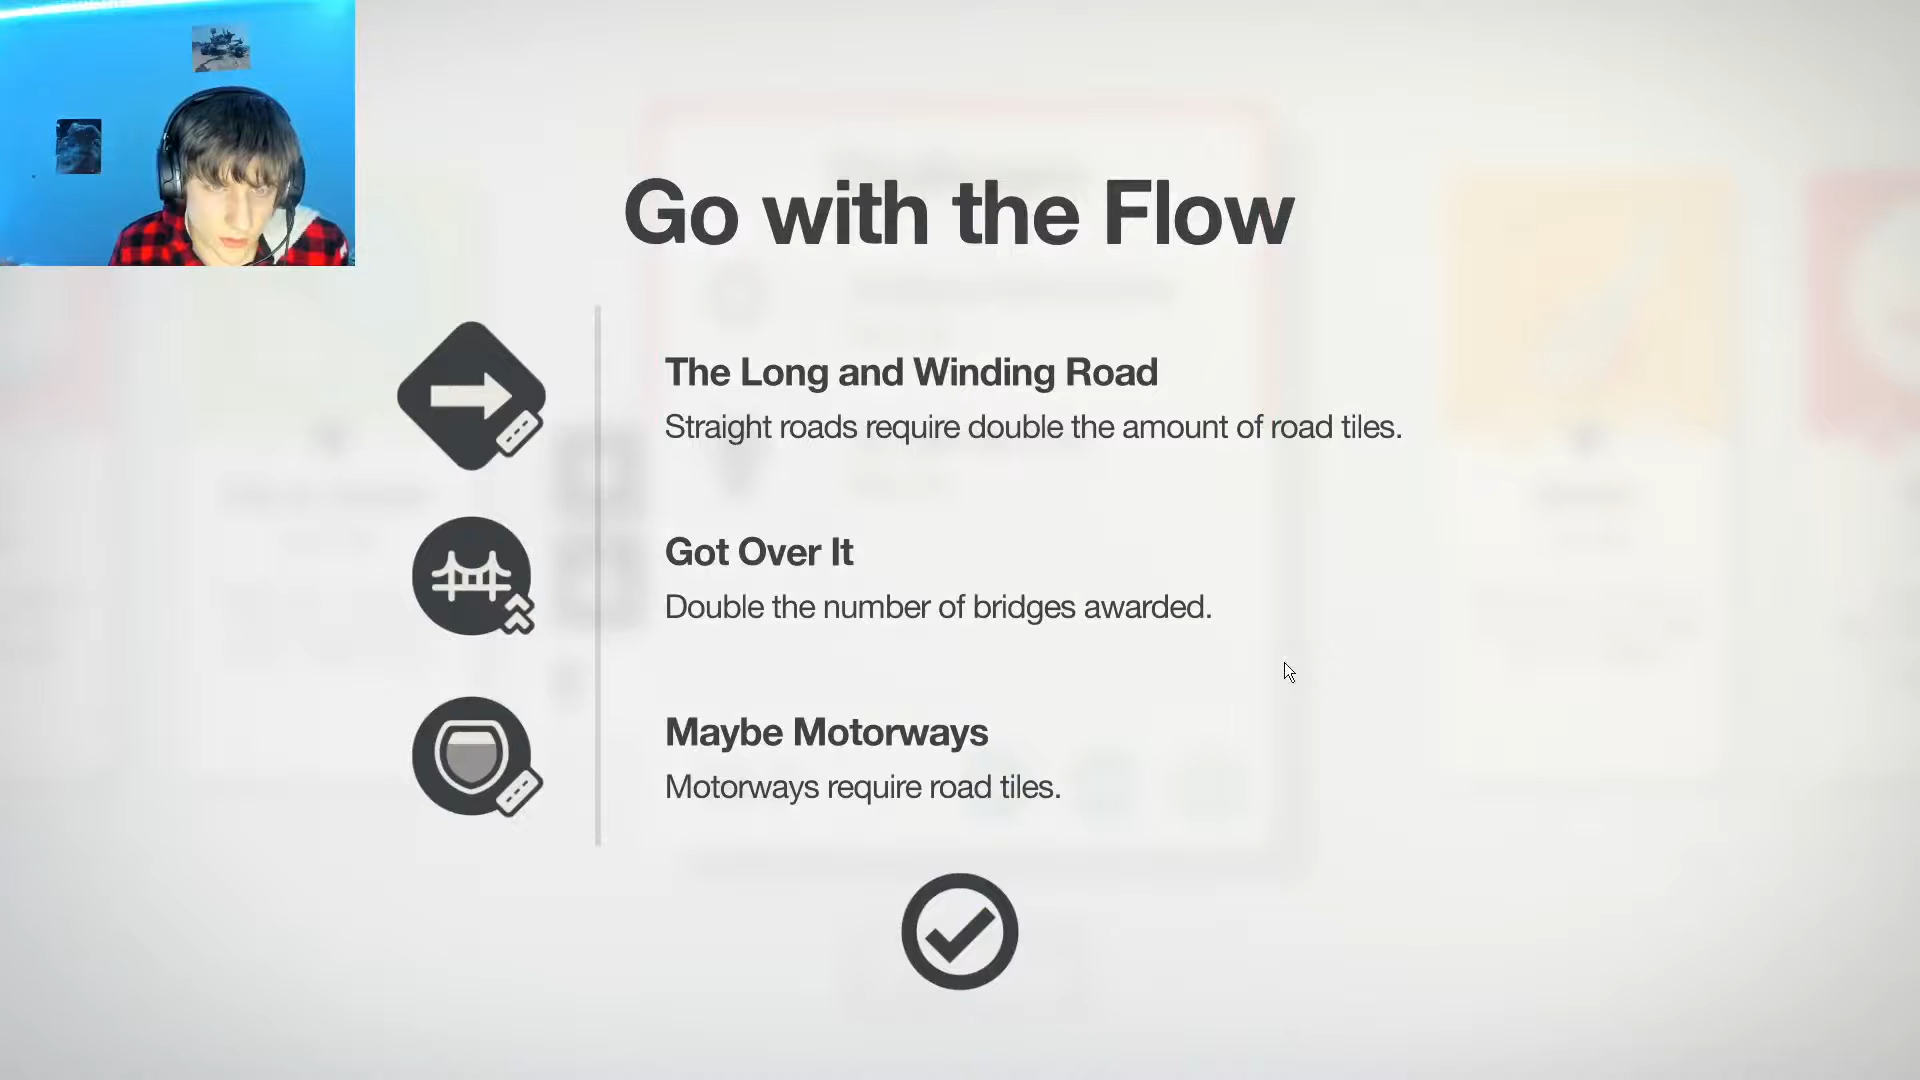 Go with the Flow
The Long and Winding Road
Straight roads require double the amount of road tiles.
Got Over It
Double the number of bridges awarded.
Maybe Motorways
Motorways require road tiles.